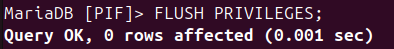 MariaDB [PIF]> FLUSH PRIVILEGES;
Query OK, 0 rows affected (0.001 sec)